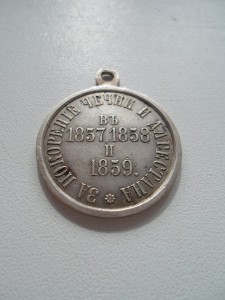 ЗА ПОКОРЕНІЕ ЧЕЧНИ И ДАГЕСТАНА
ВЪ
1857,1858
И
1859.